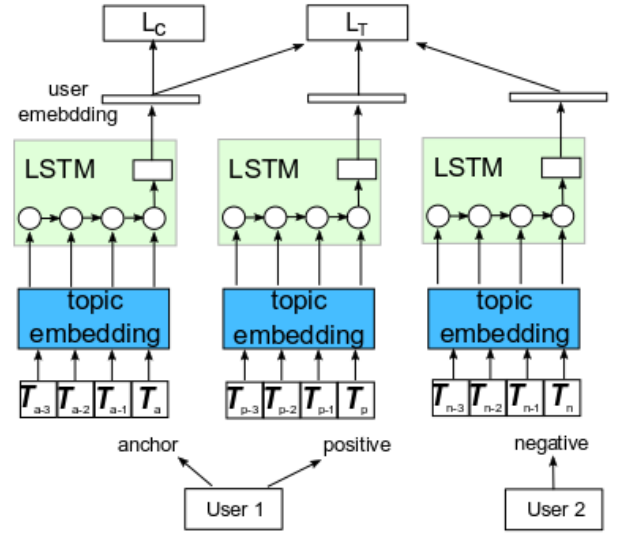 L_C L_T
user
emebdding
LSTM LSTM LSTM
topic topic topic
embedding embedding embedding
T_a-3 T_a-2 T_a-1 T_a T_p-3 T_p-2 T_p-1 T_p T_n-3 T_n-2 T_n-1 T_n
anchor positive negative
User 1 User 2